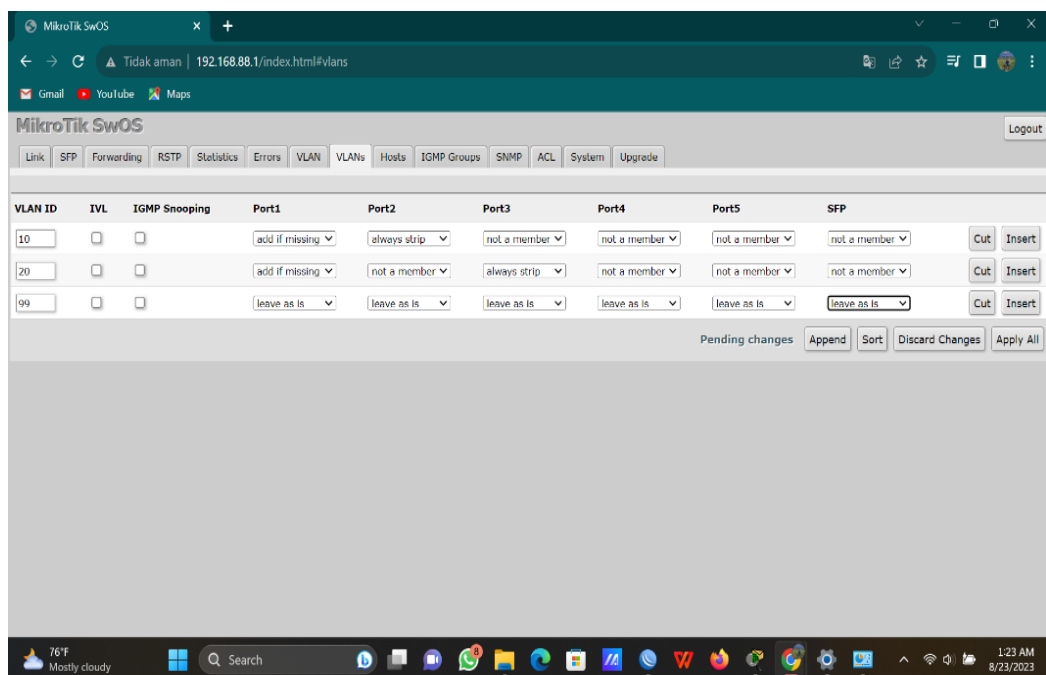 MikroTik SwOS
Tidak aman | 192.168.88.1/index.html#vlans
Gmail YouTube Maps
MikroTik SwOS
Logout
Link SFP Forwarding RSTP Statistics Errors VLAN VLANs Hosts IGMP Groups SNMP ACL System Upgrade
VLAN ID IVL IGMP Snooping Port1 Port2 Port3 Port4 Port5 SFP
10 add if missing always strip not a member not a member not a member not a member Cut Insert
20 add if missing not a member always strip not a member not a member not a member Cut Insert
99 leave as is leave as is leave as is leave as is leave as is leave as is Cut Insert
Pending changes Append Sort Discard Changes Apply All
76°F
Mostly cloudy
Search
8
1:23 AM
8/23/2023